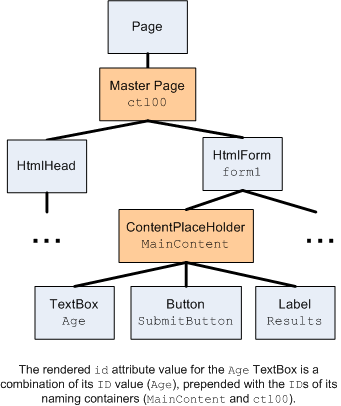 Page
Master Page
ctl00
HtmlHead
HtmlForm
form1
...
ContentPlaceHolder
MainContent
...
TextBox
Age
Button
SubmitButton
Label
Results
The rendered id attribute value for the Age TextBox is a
combination of its ID value (Age), prepended with the IDs of its
naming containers (MainContent and ctl00).